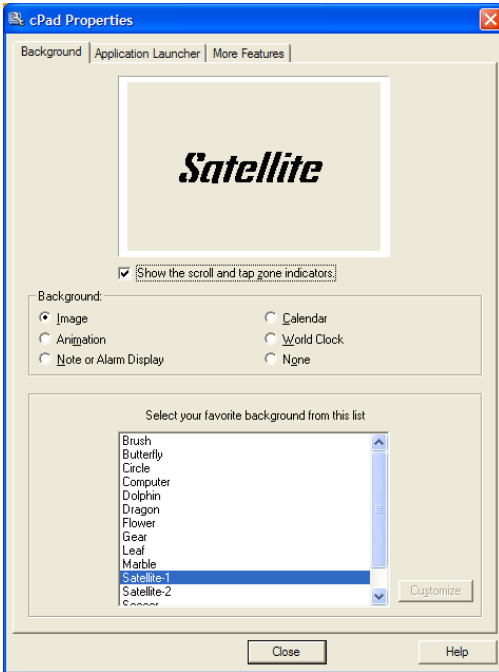 cPad Properties
Background Application Launcher More Features
Satellite
Show the scroll and tap zone indicators.
Background:
Image Calendar
Animation World Clock
Note or Alarm Display None
Select your favorite background from this list
Brush
Butterfly
Circle
Computer
Dolphin
Dragon
Flower
Gear
Leaf
Marble
Satellite-1
Satellite-2
Customize
Close Help